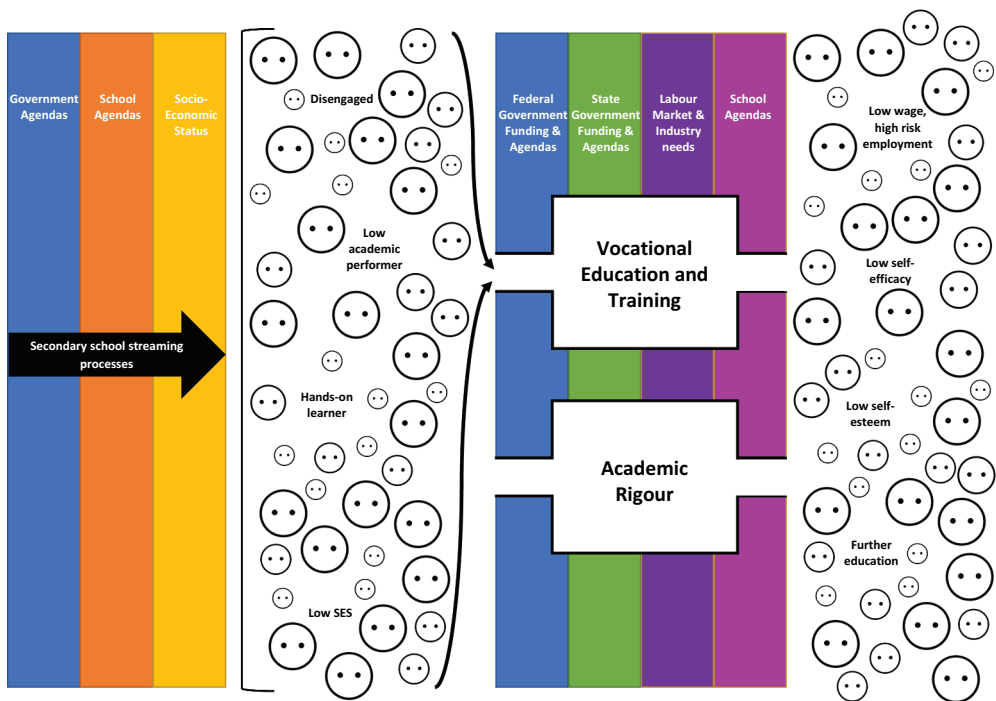 Government
Agendas
School
Agendas
Socio-
Economic
Status
Secondary school streaming
processes
Disengaged
Low
academic
performer
Hands-on
learner
Low SES
Federal
Government
Funding &
Agendas
State
Government
Funding &
Agendas
Labour
Market &
Industry
needs
School
Agendas
Vocational
Education and
Training
Academic
Rigour
Low wage,
high risk
employment
Low self-
efficacy
Low self-
esteem
Further
education